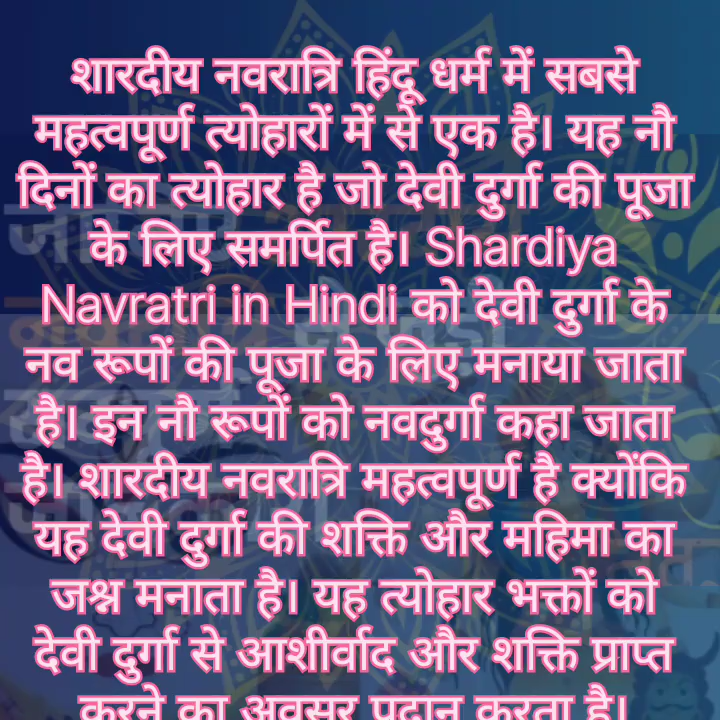 शारदीय नवरात्रि हिंदू धर्म में सबसे
महत्वपूर्ण त्योहारों में से एक है। यह नौ
दिनों का त्योहार है जो देवी दुर्गा की पूजा
के लिए समर्पित है। Shardiya
Navratri in Hindi को देवी दुर्गा के
नव रूपों की पूजा के लिए मनाया जाता
है। इन नौ रूपों को नवदुर्गा कहा जाता
है। शारदीय नवरात्रि महत्वपूर्ण है क्योंकि
यह देवी दुर्गा की शक्ति और महिमा का
जश्न मनाता है। यह त्योहार भक्तों को
देवी दुर्गा से आशीर्वाद और शक्ति प्राप्त
करने का अवसर प्रदान करता है।